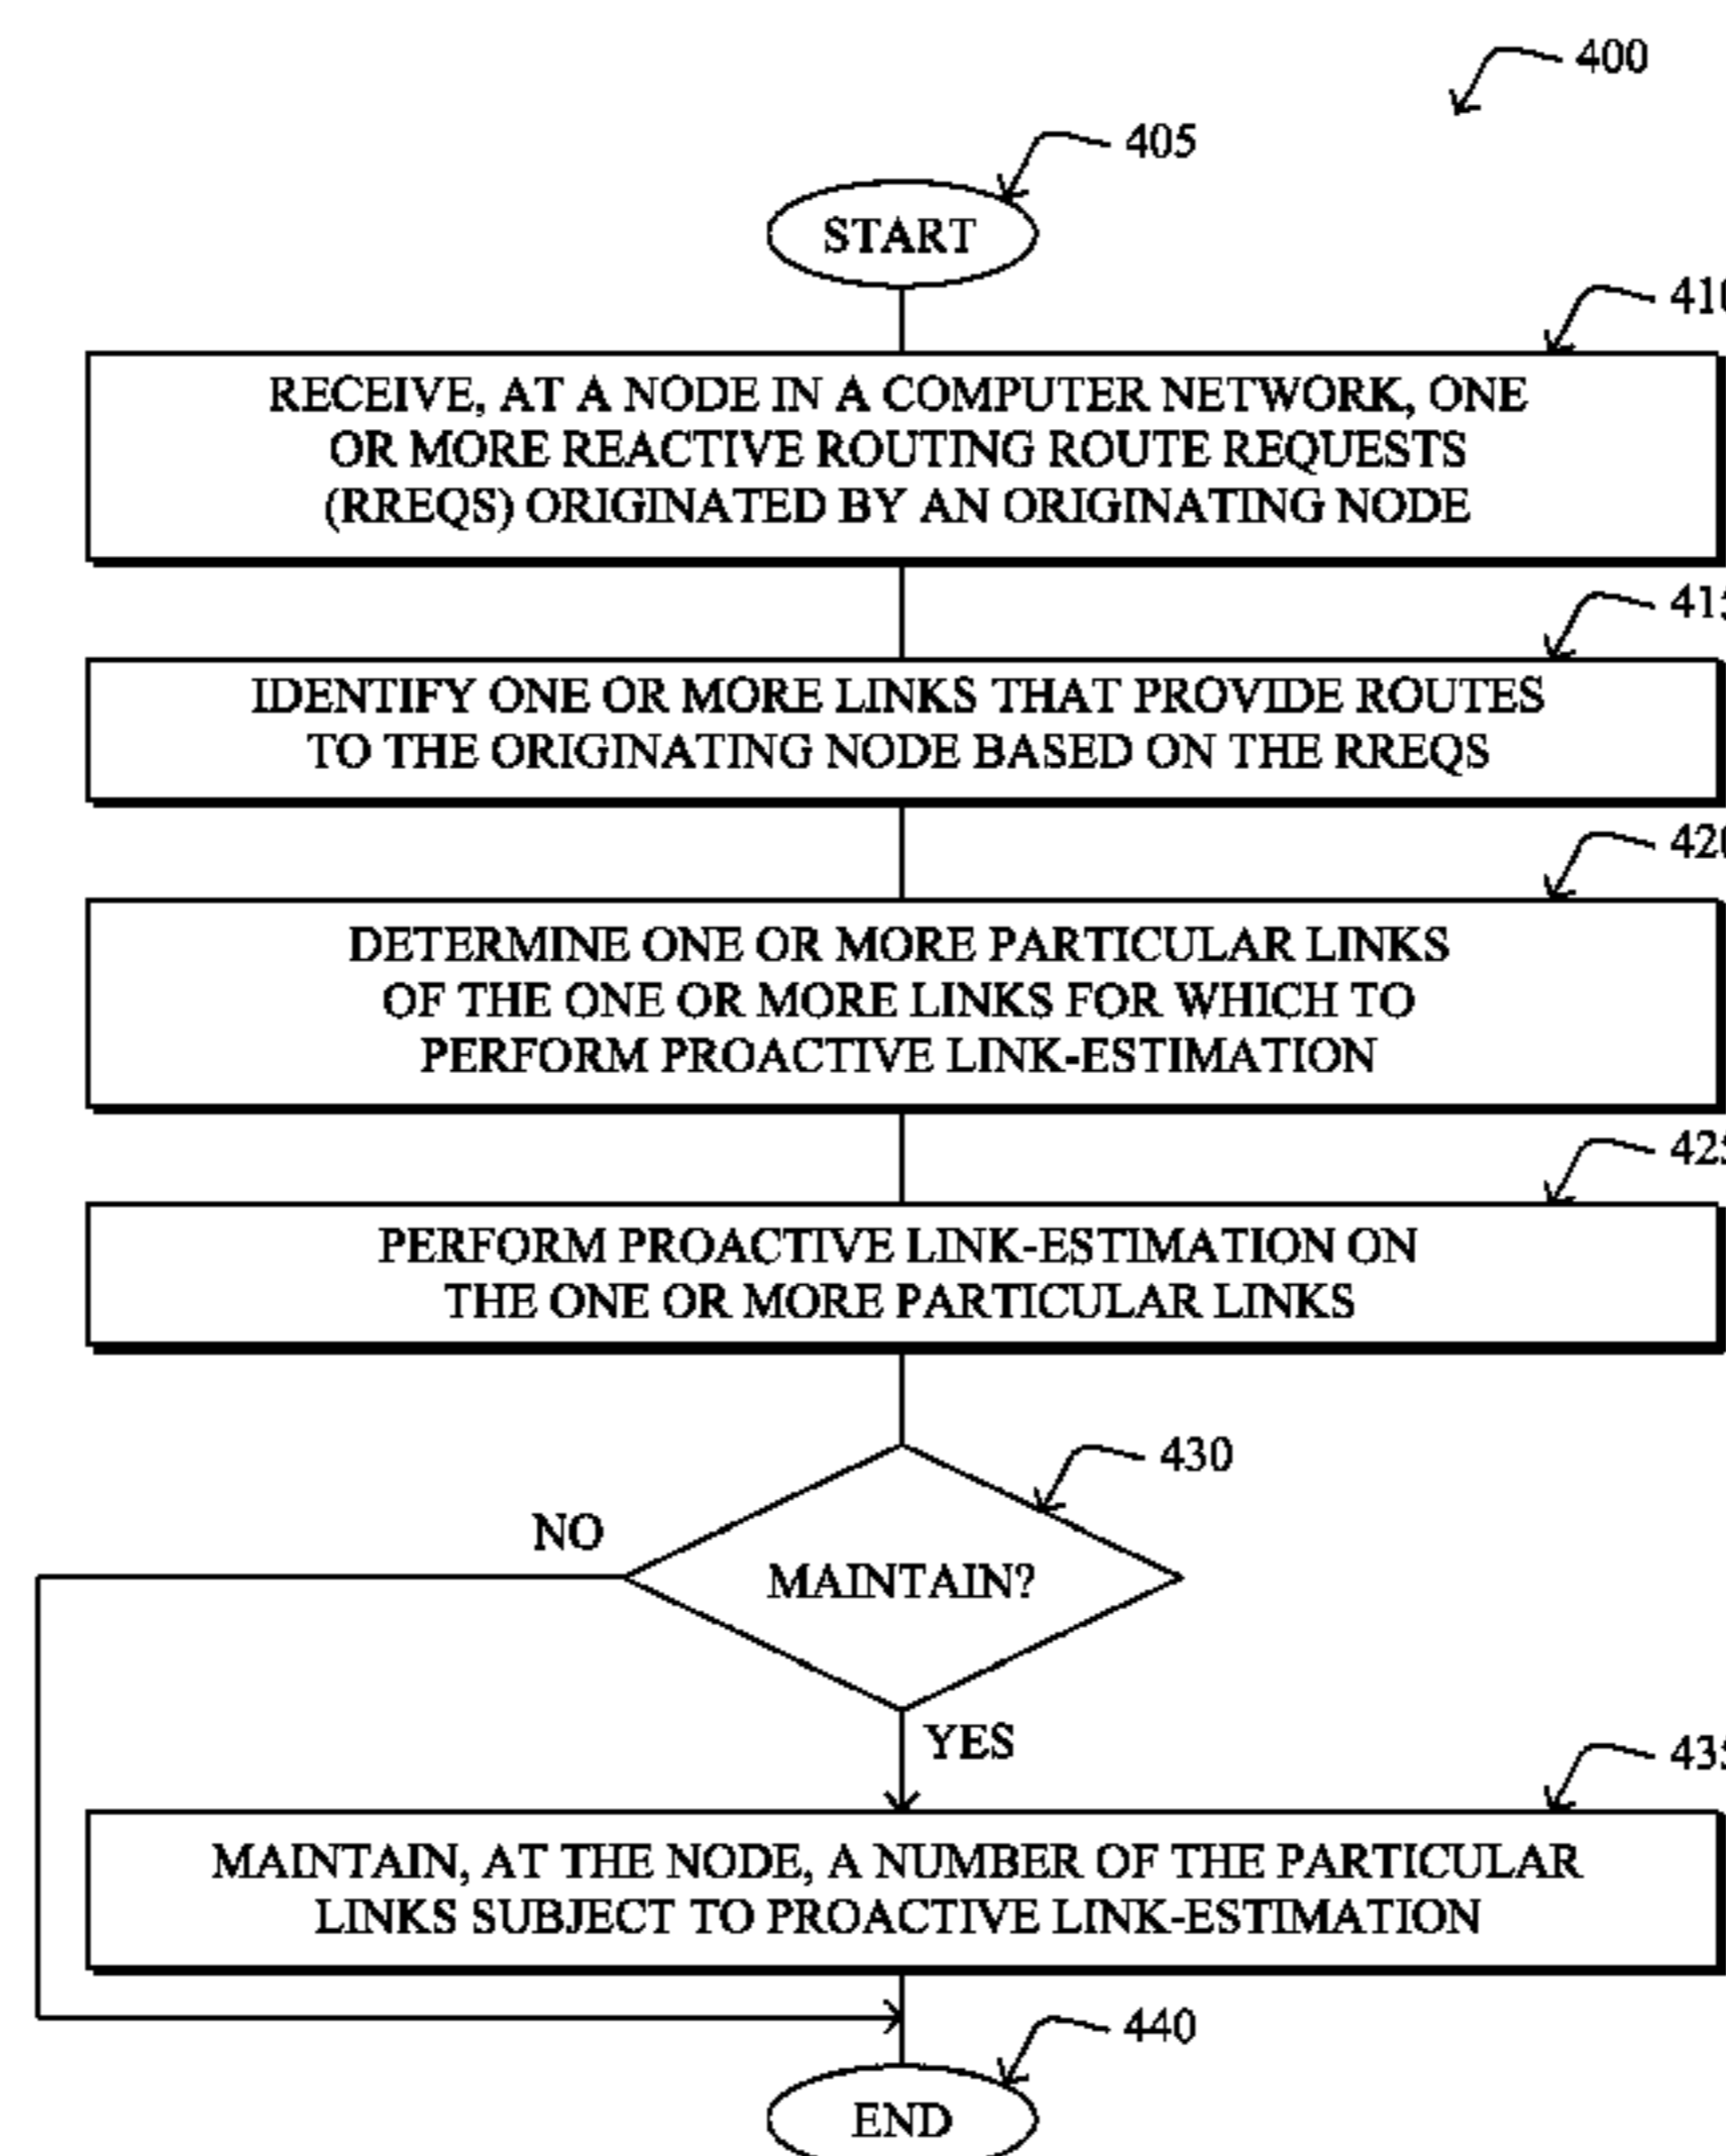 400
405
START
410
RECEIVE, AT A NODE IN A COMPUTER NETWORK, ONE
OR MORE REACTIVE ROUTING ROUTE REQUESTS
(RREQS) ORIGINATED BY AN ORIGINATING NODE
415
IDENTIFY ONE OR MORE LINKS THAT PROVIDE ROUTES
TO THE ORIGINATING NODE BASED ON THE RREQS
420
DETERMINE ONE OR MORE PARTICULAR LINKS
OF THE ONE OR MORE LINKS FOR WHICH TO
PERFORM PROACTIVE LINK-ESTIMATION
425
PERFORM PROACTIVE LINK-ESTIMATION ON
THE ONE OR MORE PARTICULAR LINKS
430
NO
MAINTAIN?
YES
435
MAINTAIN, AT THE NODE, A NUMBER OF THE PARTICULAR
LINKS SUBJECT TO PROACTIVE LINK-ESTIMATION
440
END